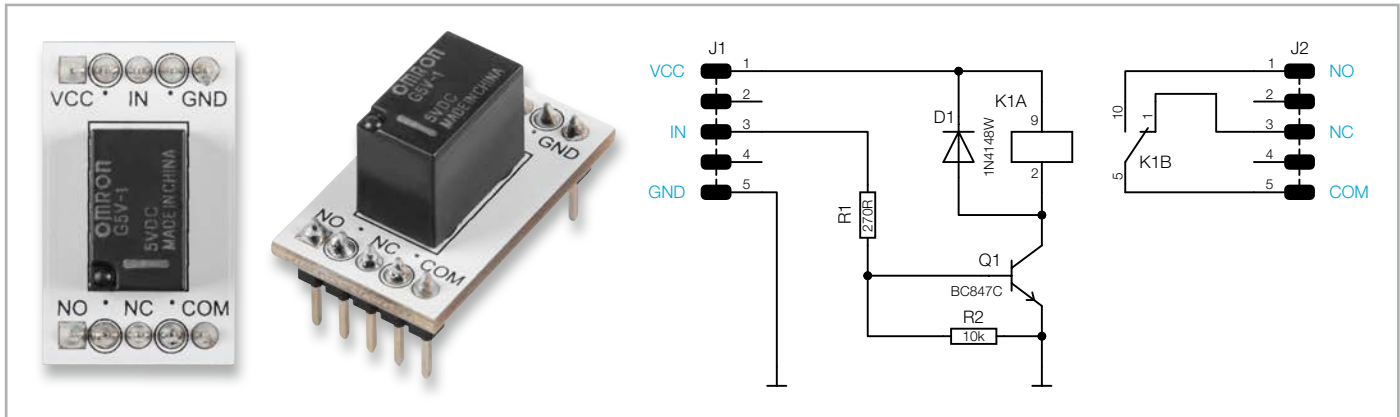 VCC IN GND
OMRON
G5V-1
5VDC
MADE IN CHINA
NO NC COM
OMRON
G5V-1
5VDC
MADE IN CHINA
GND
NO NC COM
J1
VCC 1
2
IN 3
4
GND 5
R1
270R
D1
1N4148W
K1A
9
2
Q1
BC847C
R2
10k
J2
10
1
5
K1B
1 NO
2
3 NC
4
5 COM